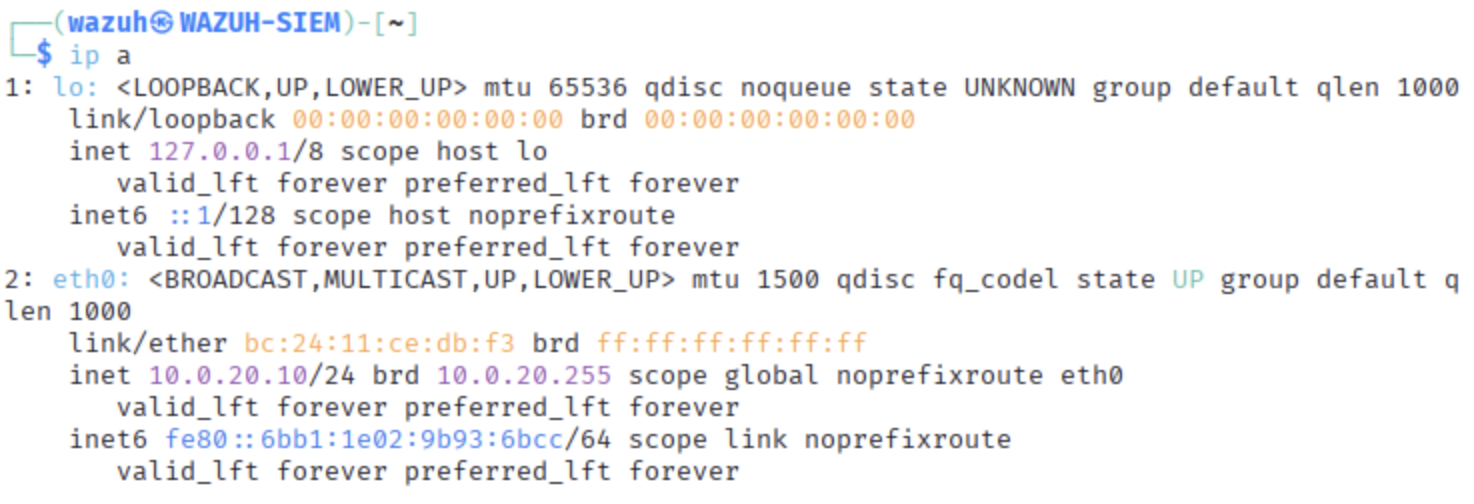 ┌──(wazuh㉿WAZUH-SIEM)-[~]
└─$ ip a
1: lo: <LOOPBACK,UP,LOWER_UP> mtu 65536 qdisc noqueue state UNKNOWN group default qlen 1000
    link/loopback 00:00:00:00:00:00 brd 00:00:00:00:00:00
    inet 127.0.0.1/8 scope host lo
       valid_lft forever preferred_lft forever
    inet6 ::1/128 scope host noprefixroute
       valid_lft forever preferred_lft forever
2: eth0: <BROADCAST,MULTICAST,UP,LOWER_UP> mtu 1500 qdisc fq_codel state UP group default q
len 1000
    link/ether bc:24:11:ce:db:f3 brd ff:ff:ff:ff:ff:ff
    inet 10.0.20.10/24 brd 10.0.20.255 scope global noprefixroute eth0
       valid_lft forever preferred_lft forever
    inet6 fe80::6bb1:1e02:9b93:6bcc/64 scope link noprefixroute
       valid_lft forever preferred_lft forever